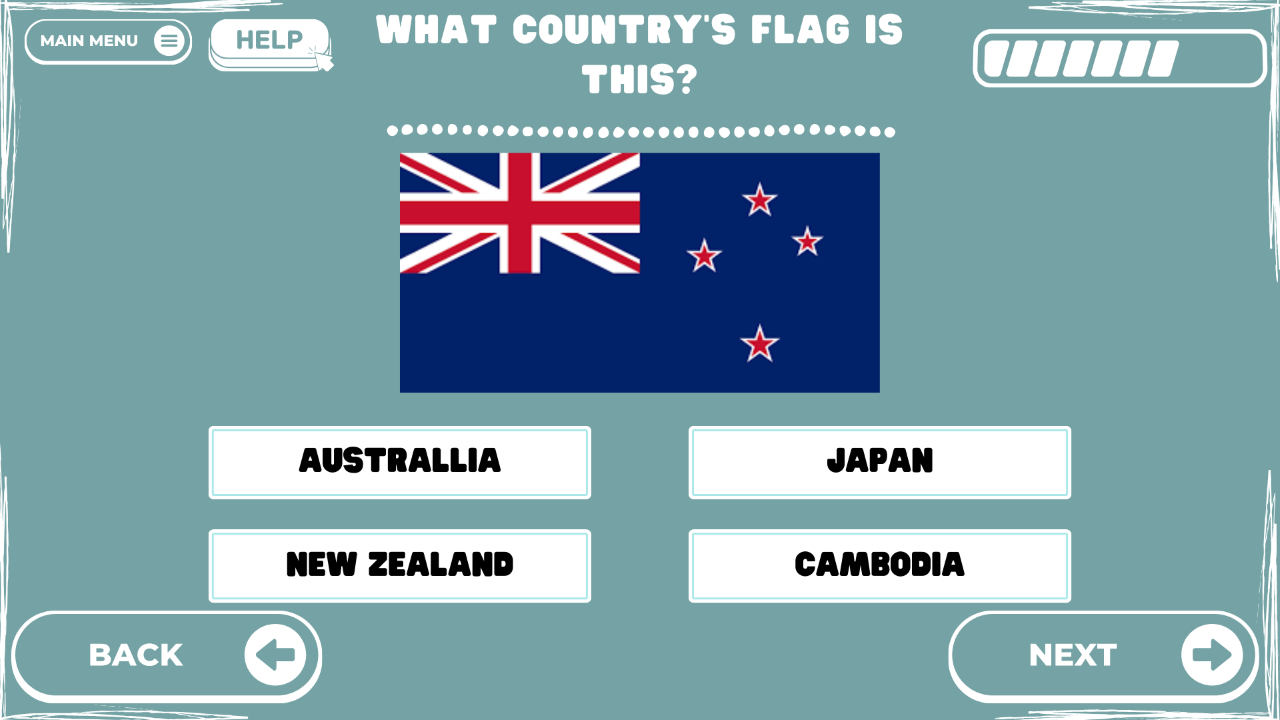 MAIN MENU
HELP
WHAT COUNTRY'S FLAG IS
THIS?
AUSTRALLIA
JAPAN
NEW ZEALAND
CAMBODIA
BACK
NEXT